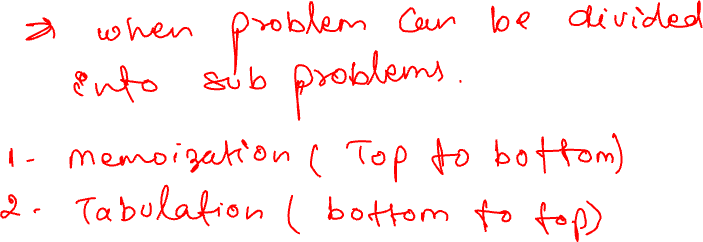 ⇒ when problem can be divided
into sub problems.
1- memoization ( Top to bottom)
2. Tabulation ( bottom to top)